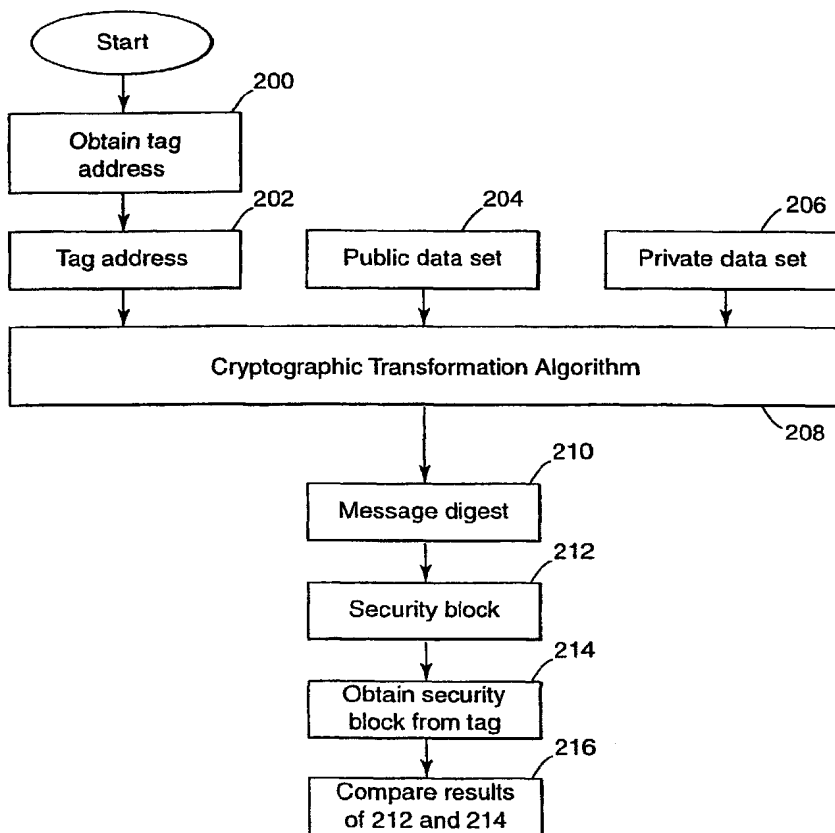 Start
200
Obtain tag
address
202
204
206
Tag address
Public data set
Private data set
Cryptographic Transformation Algorithm
208
210
Message digest
212
Security block
214
Obtain security
block from tag
216
Compare results
of 212 and 214